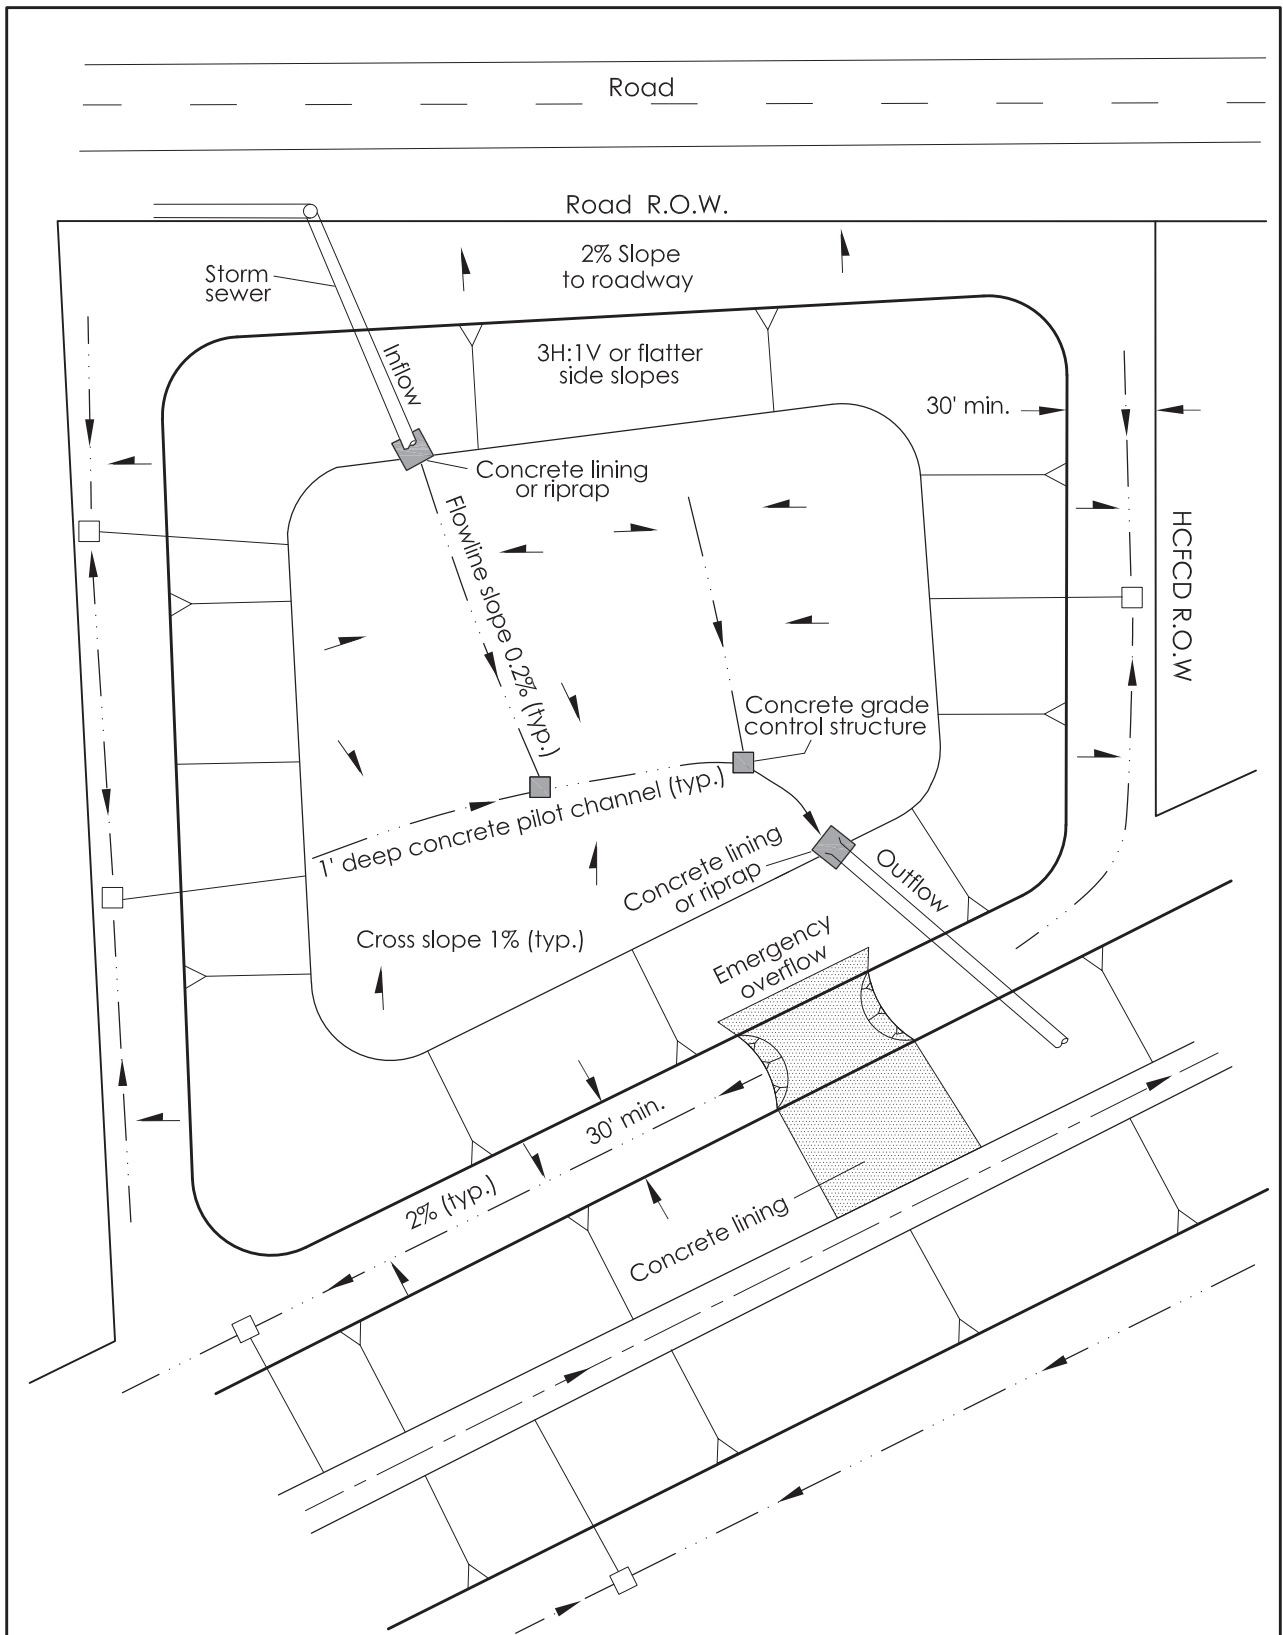 Road
Road R.O.W.
2% Slope
to roadway
Storm
sewer
Inflow
3H:1V or flatter
side slopes
30' min.
Concrete lining
or riprap
Flowline slope 0.2% (typ.)
HCFCD R.O.W
Concrete grade
control structure
1' deep concrete pilot channel (typ.)
Concrete lining
or riprap
Outflow
Cross slope 1% (typ.)
Emergency
overflow
30' min.
2% (typ.)
Concrete lining